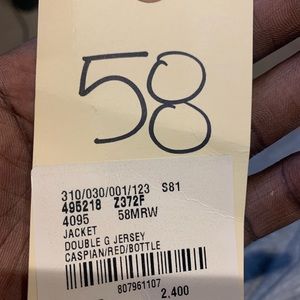 58
310/030/001/123 S81
495218 Z372F
4095 58MRW
JACKET
DOUBLE G JERSEY
CASPIAN/RED/BOTTLE
807961107
2,400